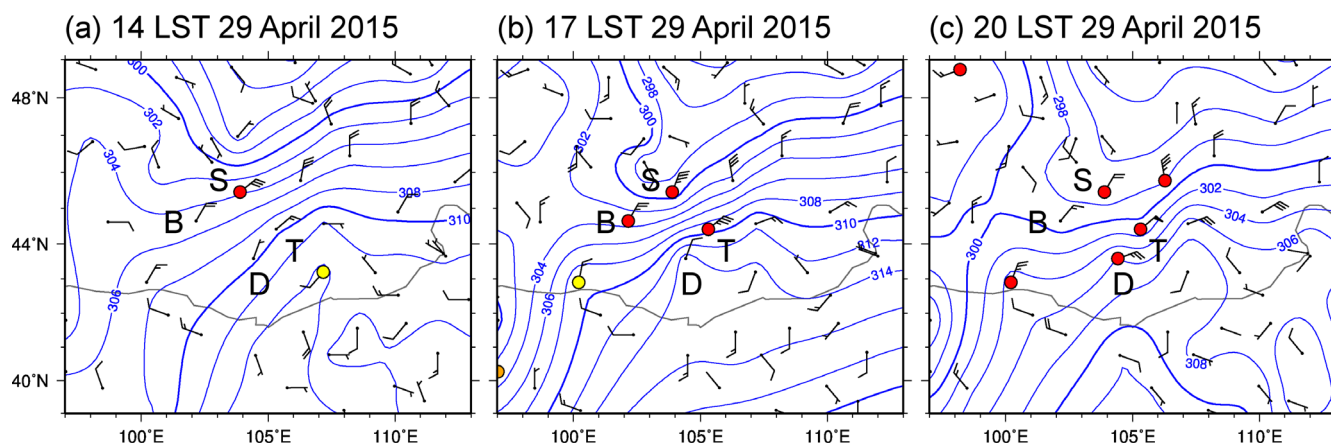 (a) 14 LST 29 April 2015
(b) 17 LST 29 April 2015
(c) 20 LST 29 April 2015
300
302
304
308
310
306
S
B
T
D
298
300
302
308
310
312
314
304
306
S
B
T
D
298
302
304
306
300
308
S
B
T
D
48°N
44°N
40°N
100°E
105°E
110°E
100°E
105°E
110°E
100°E
105°E
110°E